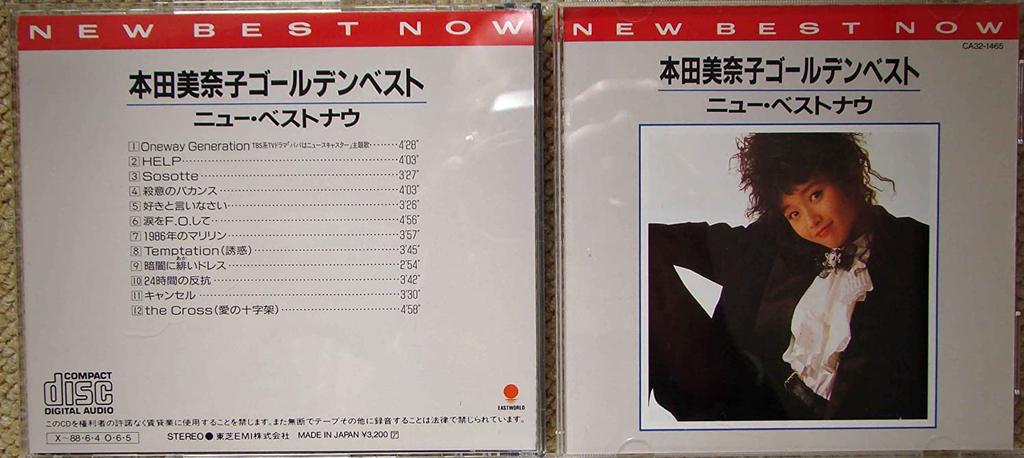 NEW BEST NOW
本田美奈子ゴールデンベスト
ニュー・ベストナウ
1 Oneway Generation TBS系TVドラマ「パパはニュースキャスター」主題歌………4′28″
2 HELP………4′03″
3 Sosotte………3′27″
4 殺意のバカンス………4′03″
5 好きと言いなさい………3′26″
6 涙をF.O.して………4′56″
7 1986年のマリリン………3′57″
8 Temptation(誘惑)………3′45″
9 暗闇に緋いドレス………2′54″
10 24時間の反抗………3′42″
11 キャンセル………3′30″
12 the Cross(愛の十字架)………4′58″
COMPACT
disc
DIGITAL AUDIO
EASTWORLD
このCDを権利者の許諾なく賃貸業に使用することを禁じます。また無断でテープその他に録音することは法律で禁じられています。
X〜88・6・4 0・6・5
STEREO● 東芝EMI株式会社 MADE IN JAPAN ¥3,200
NEW BEST NOW
CA32-1465
本田美奈子ゴールデンベスト
ニュー・ベストナウ